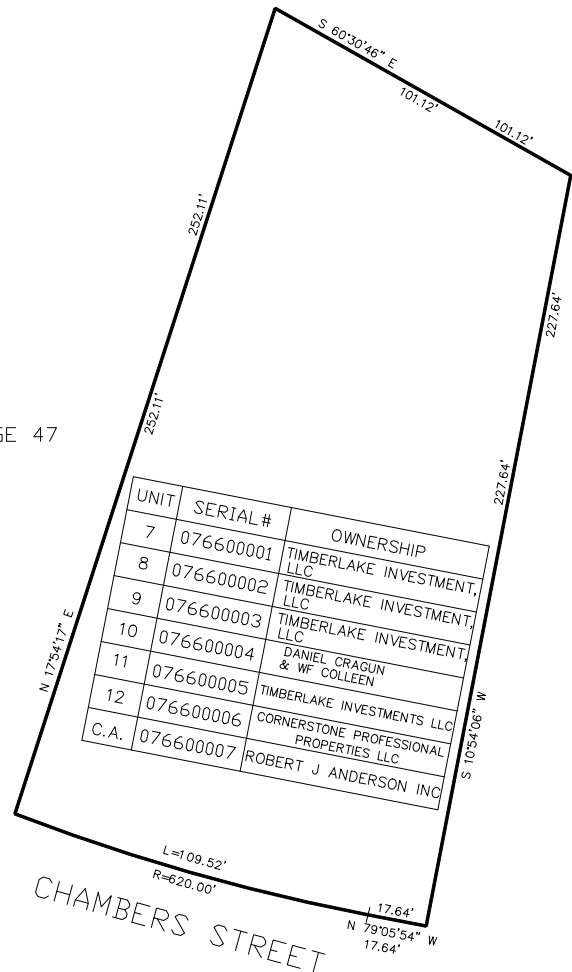 S 60°30'46" E
101.12'
101.12'
252.11'
227.64'
252.11'
GE 47
227.64'
UNIT SERIAL# OWNERSHIP
7 076600001 TIMBERLAKE INVESTMENT,
LLC
8 076600002 TIMBERLAKE INVESTMENT,
LLC
9 076600003 TIMBERLAKE INVESTMENT,
LLC
10 076600004 DANIEL CRAGUN
& WF COLLEEN
11 076600005 TIMBERLAKE INVESTMENTS LLC
12 076600006 CORNERSTONE PROFESSIONAL
PROPERTIES LLC
C.A. 076600007 ROBERT J ANDERSON INC
N 17°54'17" E
S 10°54'06" W
L=109.52'
R=620.00'
17.64'
N 79°05'54" W
17.64'
CHAMBERS STREET